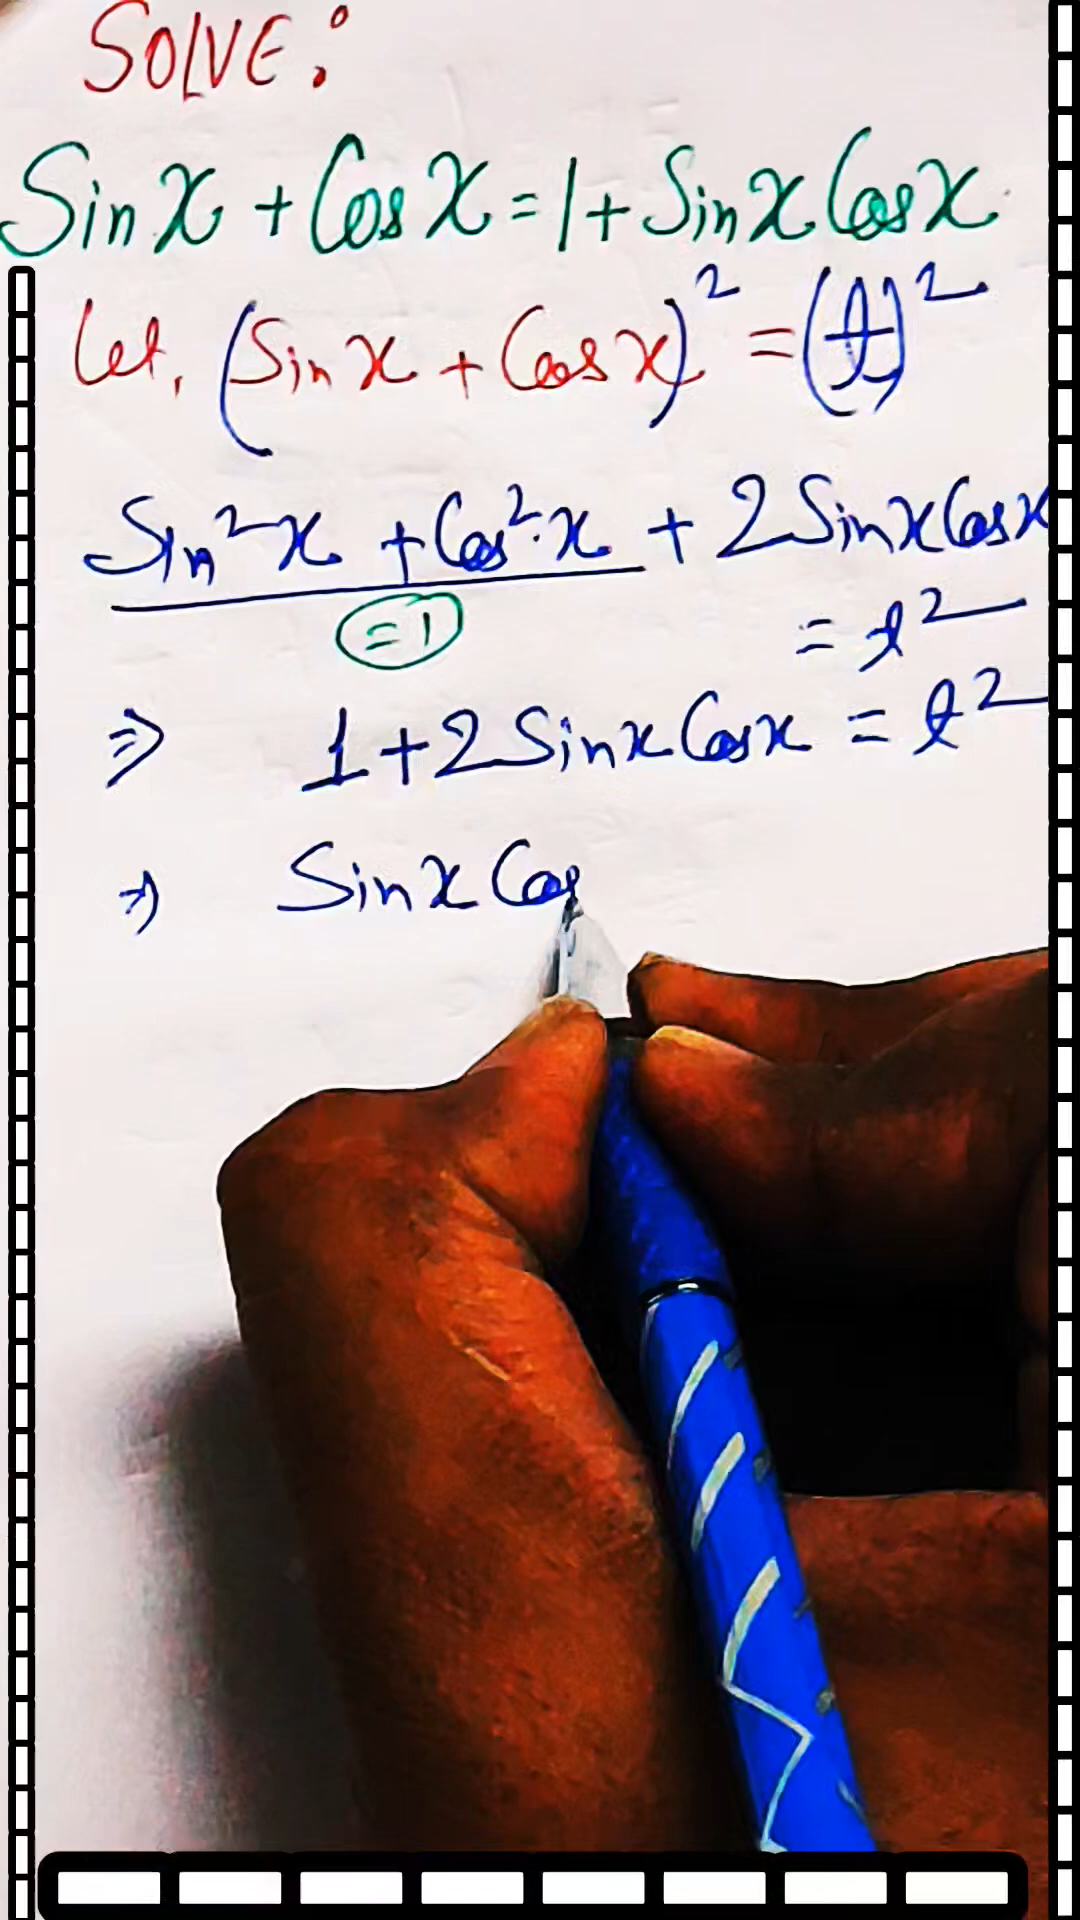 SOLVE:
Sin x + Cos x = 1 + Sin x Cos x
Let, (Sin x + Cos x)² = (t)²
Sin²x + Cos²x + 2 Sin x Cos x
= 1 = t²
⇒ 1 + 2 Sin x Cos x = t²
⇒ Sin x Cos